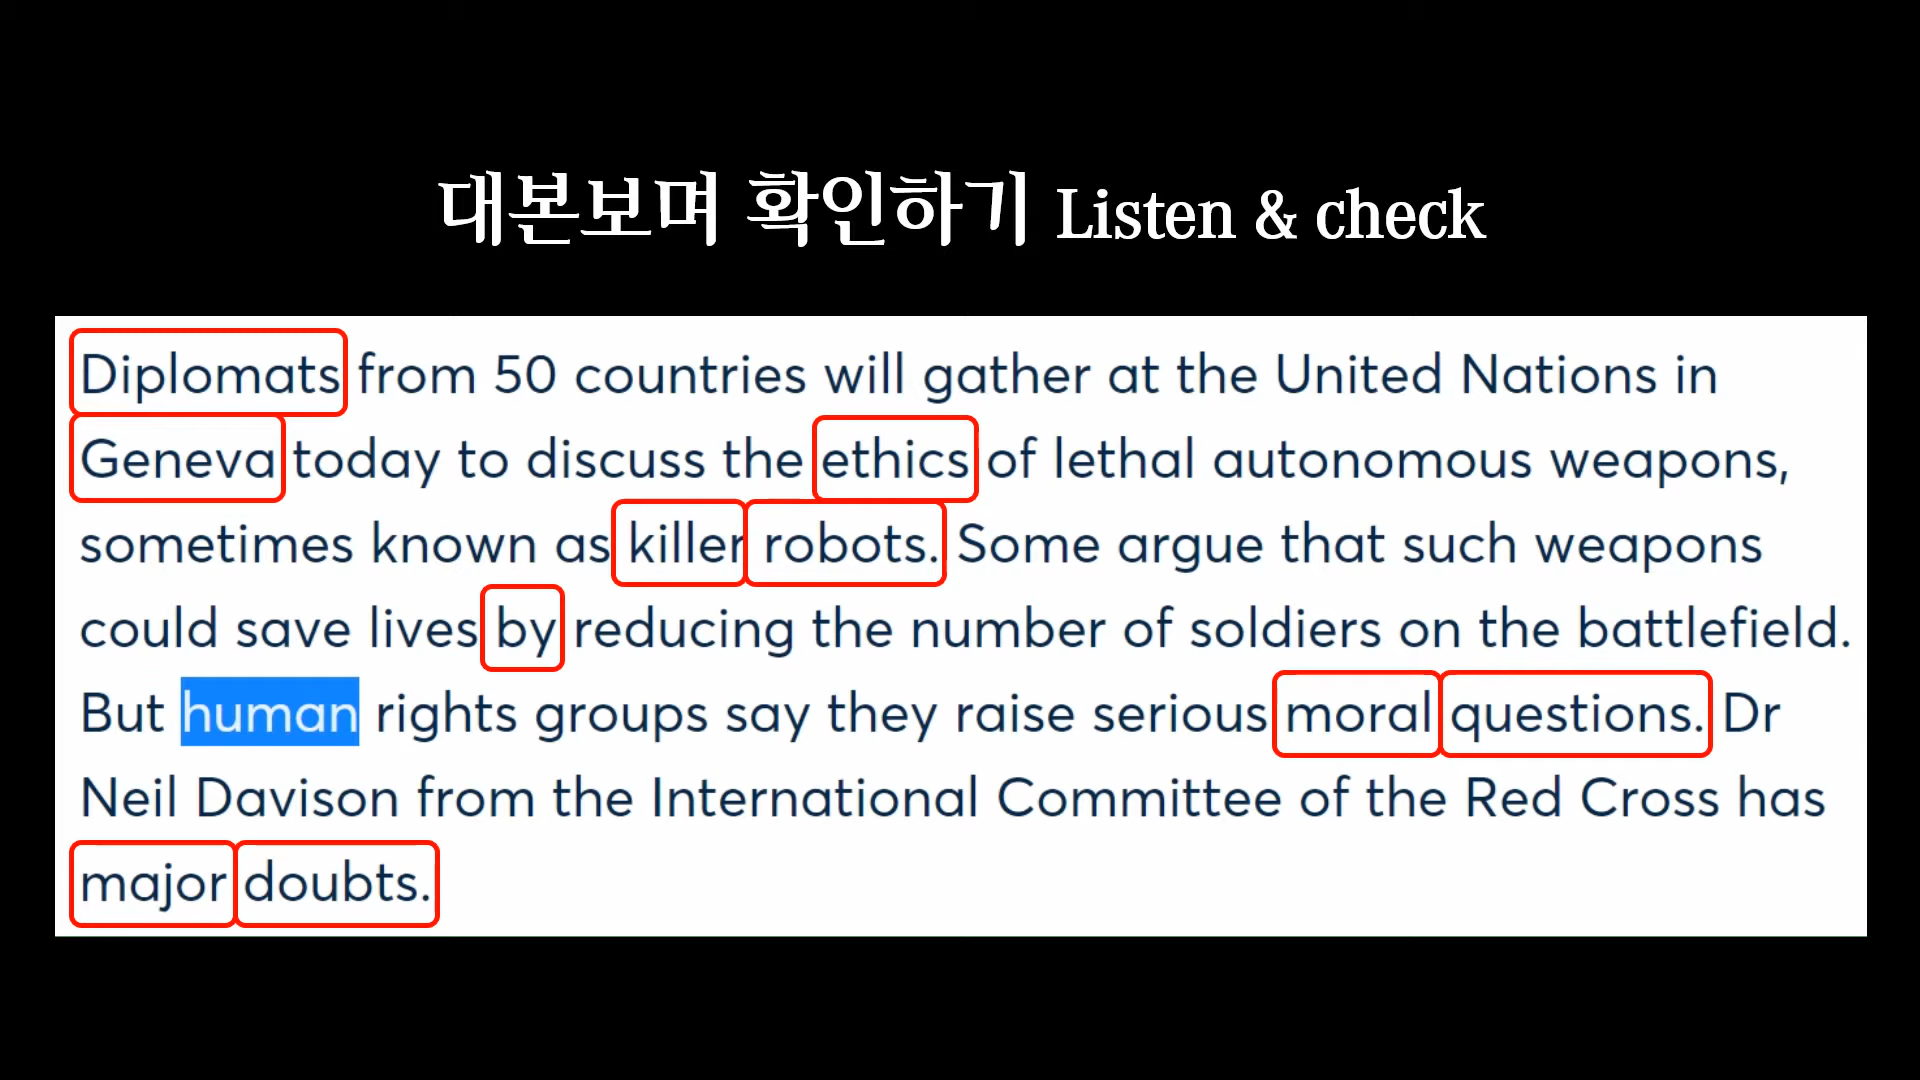 대본보며 확인하기 Listen & check
Diplomats from 50 countries will gather at the United Nations in
Geneva today to discuss the ethics of lethal autonomous weapons,
sometimes known as killer robots. Some argue that such weapons
could save lives by reducing the number of soldiers on the battlefield.
But human rights groups say they raise serious moral questions. Dr
Neil Davison from the International Committee of the Red Cross has
major doubts.